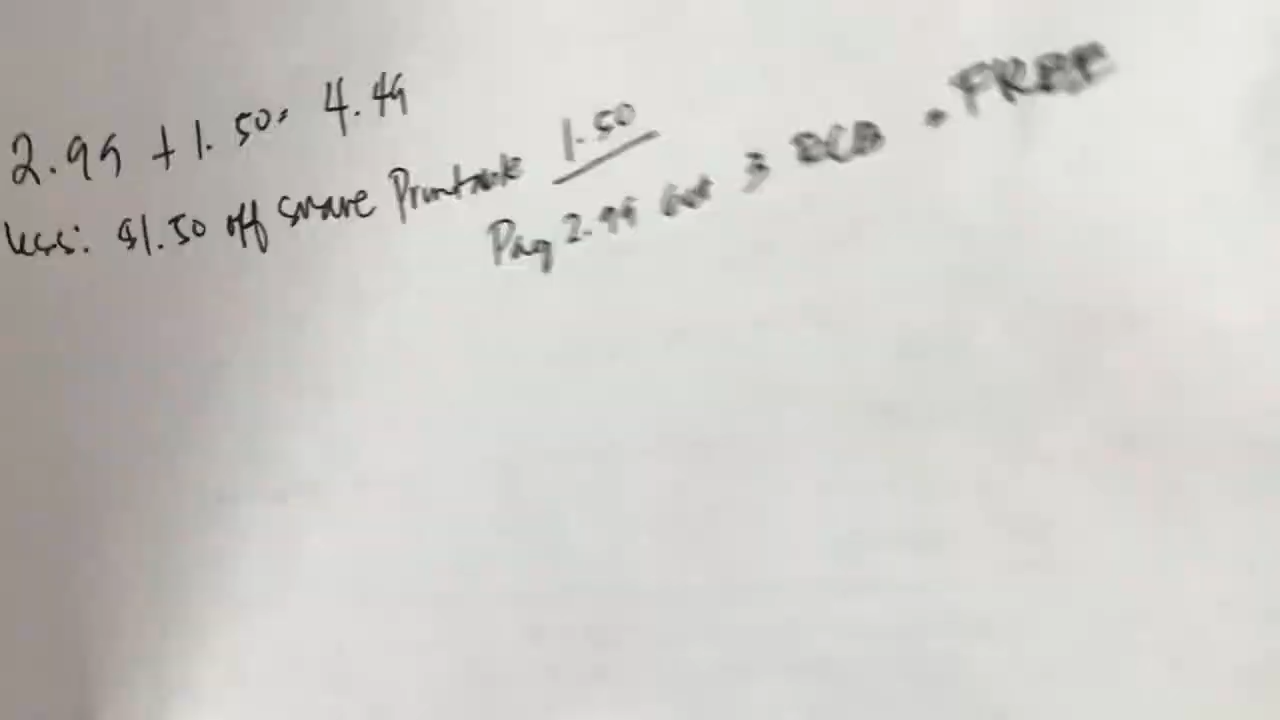 2.99 + 1.50= 4.49
less: $1.50 off snare Printable 1.50
Pay 2.99 Get 3 ECB = FREE